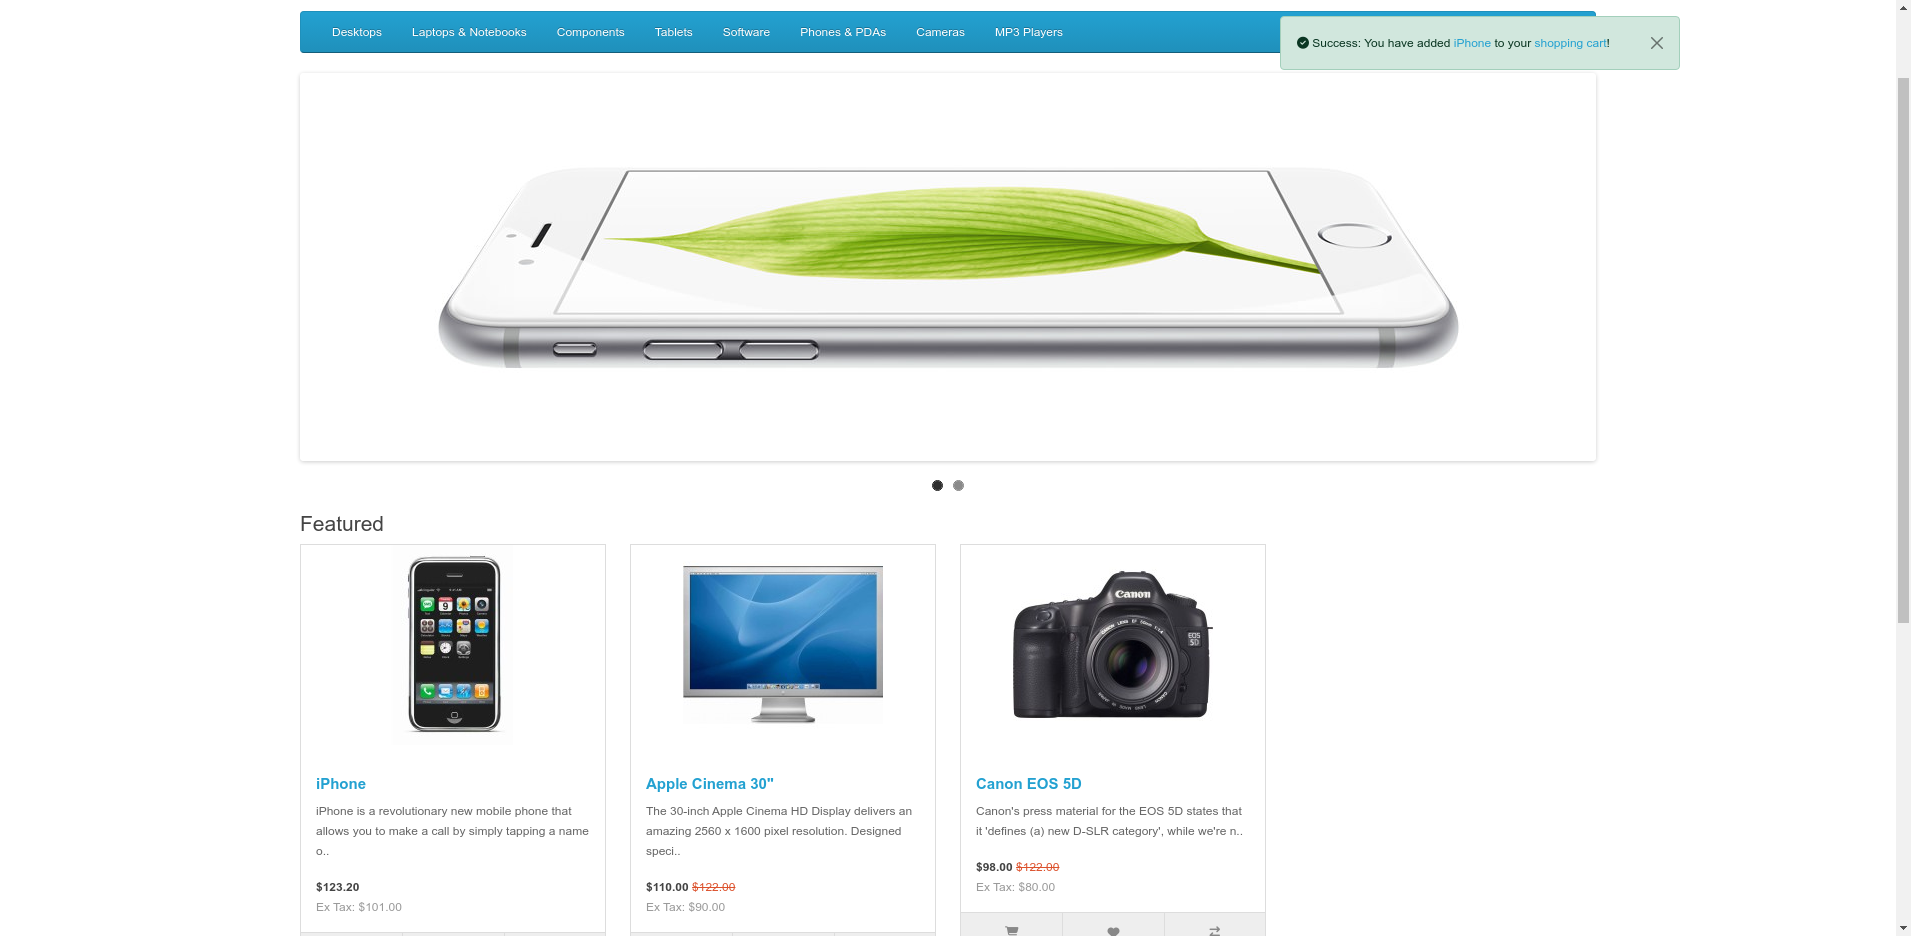 Desktops Laptops & Notebooks Components Tablets Software Phones & PDAs Cameras MP3 Players
Success: You have added iPhone to your shopping cart!
Featured
Canon
EOS
5D
iPhone
iPhone is a revolutionary new mobile phone that
allows you to make a call by simply tapping a name
o..
$123.20
Ex Tax: $101.00
Apple Cinema 30"
The 30-inch Apple Cinema HD Display delivers an
amazing 2560 x 1600 pixel resolution. Designed
speci..
$110.00 $122.00
Ex Tax: $90.00
Canon EOS 5D
Canon's press material for the EOS 5D states that
it 'defines (a) new D-SLR category', while we're n..
$98.00 $122.00
Ex Tax: $80.00